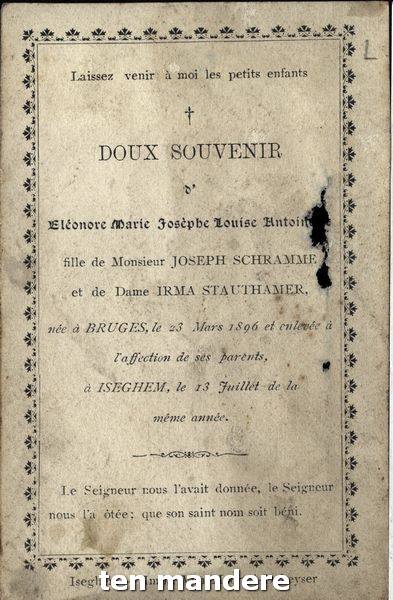 L
Laissez venir à moi les petits enfants
†
DOUX SOUVENIR
d'
Eléonore Marie Josèphe Louise
fille de Monsieur JOSEPH SCHRAMME
et de Dame IRMA STAUTHAMER,
née à BRUGES, le 23 Mars 1896 et enlevée à
l'affection de ses parents,
à ISEGHEM, le 13 Juillet de la
même année.
Le Seigneur nous l'avait donnée, le Seigneur
nous l'a ôtée; que son saint nom soit béni.
ten mandere